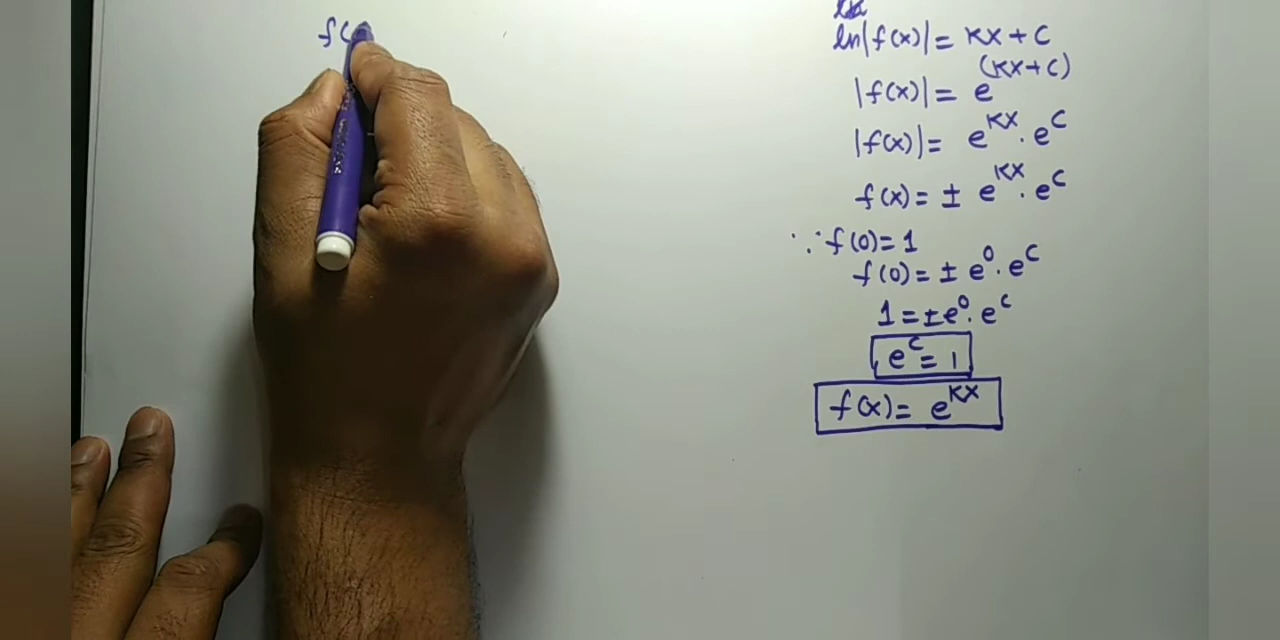 f(
ln|f(x)| = KX + C
|f(x)| = e^(KX+C)
|f(x)| = e^KX · e^C
f(x) = ± e^KX · e^C
∵ f(0) = 1
f(0) = ± e^0 · e^C
1 = ± e^0 · e^C
e^C = 1
f(x) = e^KX